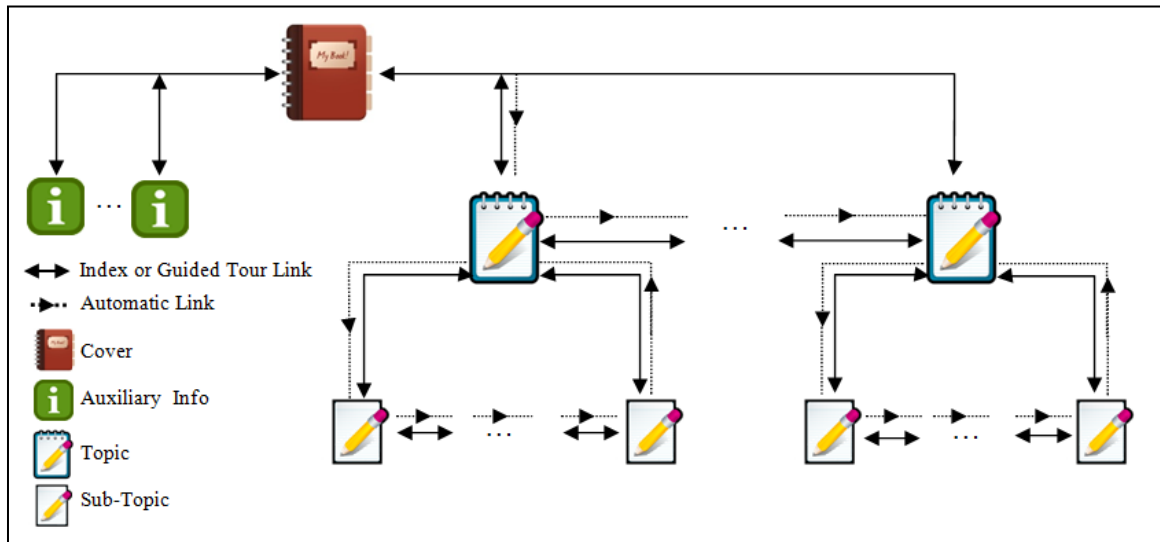 My Book!
i ... i
...
Index or Guided Tour Link
Automatic Link
Cover
i Auxiliary Info
Topic
... ...
Sub-Topic